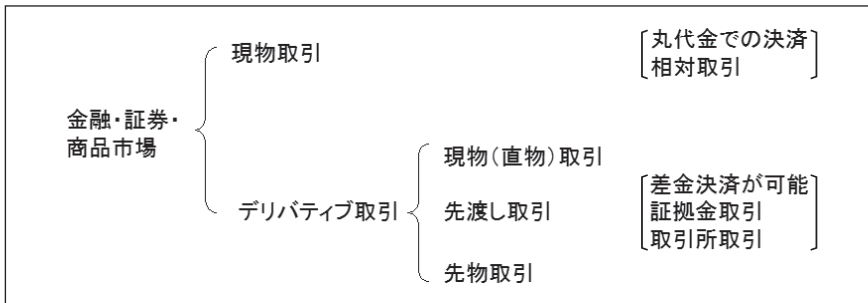 現物取引
丸代金での決済
相対取引
金融・証券・
商品市場
デリバティブ取引
現物（直物）取引
先渡し取引
先物取引
差金決済が可能
証拠金取引
取引所取引